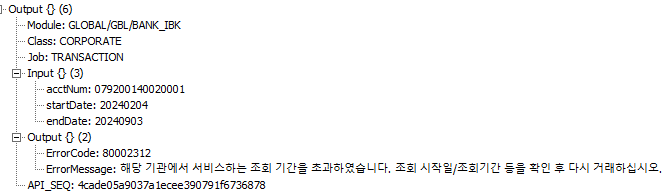 Output {} (6)
Module: GLOBAL/GBL/BANK_IBK
Class: CORPORATE
Job: TRANSACTION
Input {} (3)
acctNum: 079200140020001
startDate: 20240204
endDate: 20240903
Output {} (2)
ErrorCode: 80002312
ErrorMessage: 해당 기관에서 서비스하는 조회 기간을 초과하였습니다. 조회 시작일/조회기간 등을 확인 후 다시 거래하십시오.
API_SEQ: 4cade05a9037a1ecee390791f6736878